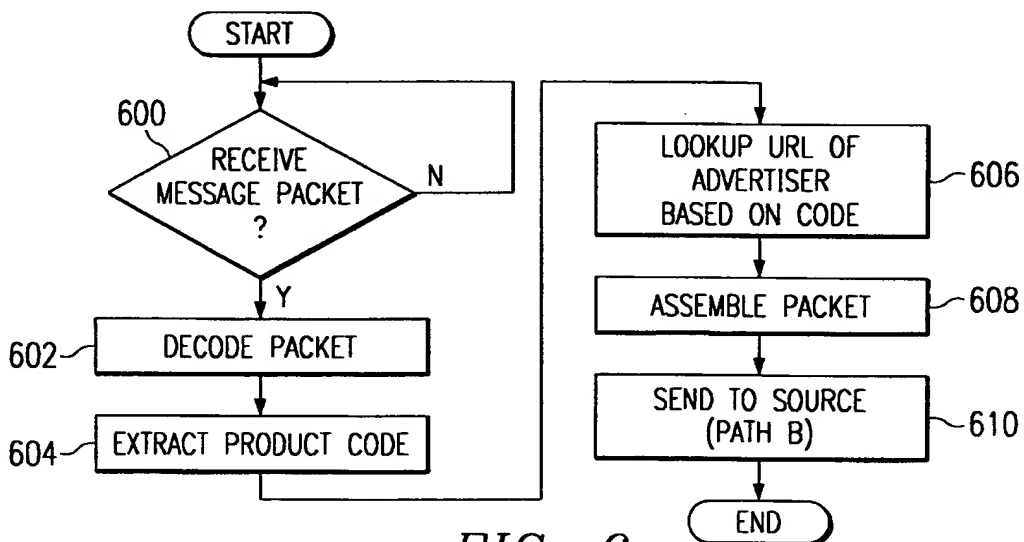 START
600
RECEIVE
MESSAGE PACKET
?
N
Y
602
DECODE PACKET
604
EXTRACT PRODUCT CODE
LOOKUP URL OF
ADVERTISER
BASED ON CODE
606
ASSEMBLE PACKET
608
SEND TO SOURCE
(PATH B)
610
END